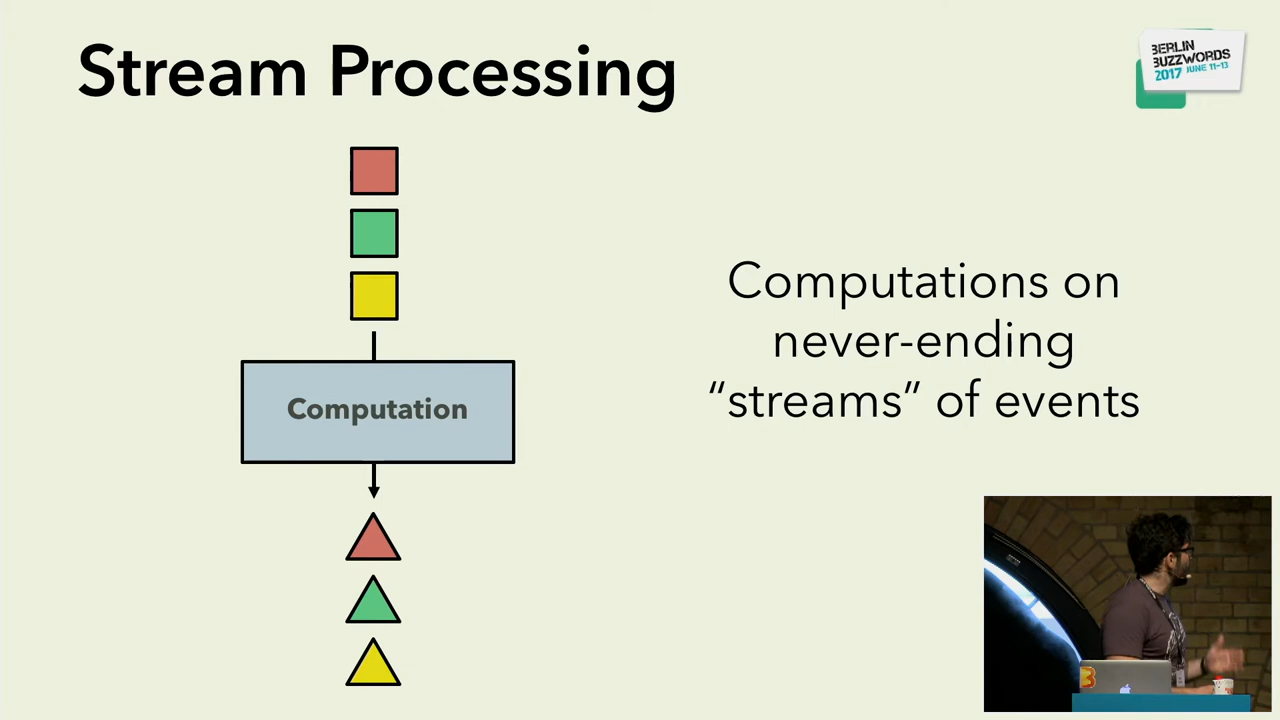 Stream Processing
BERLIN
BUZZWORDS
2017 JUNE 11-13
Computation
Computations on
never-ending
“streams” of events